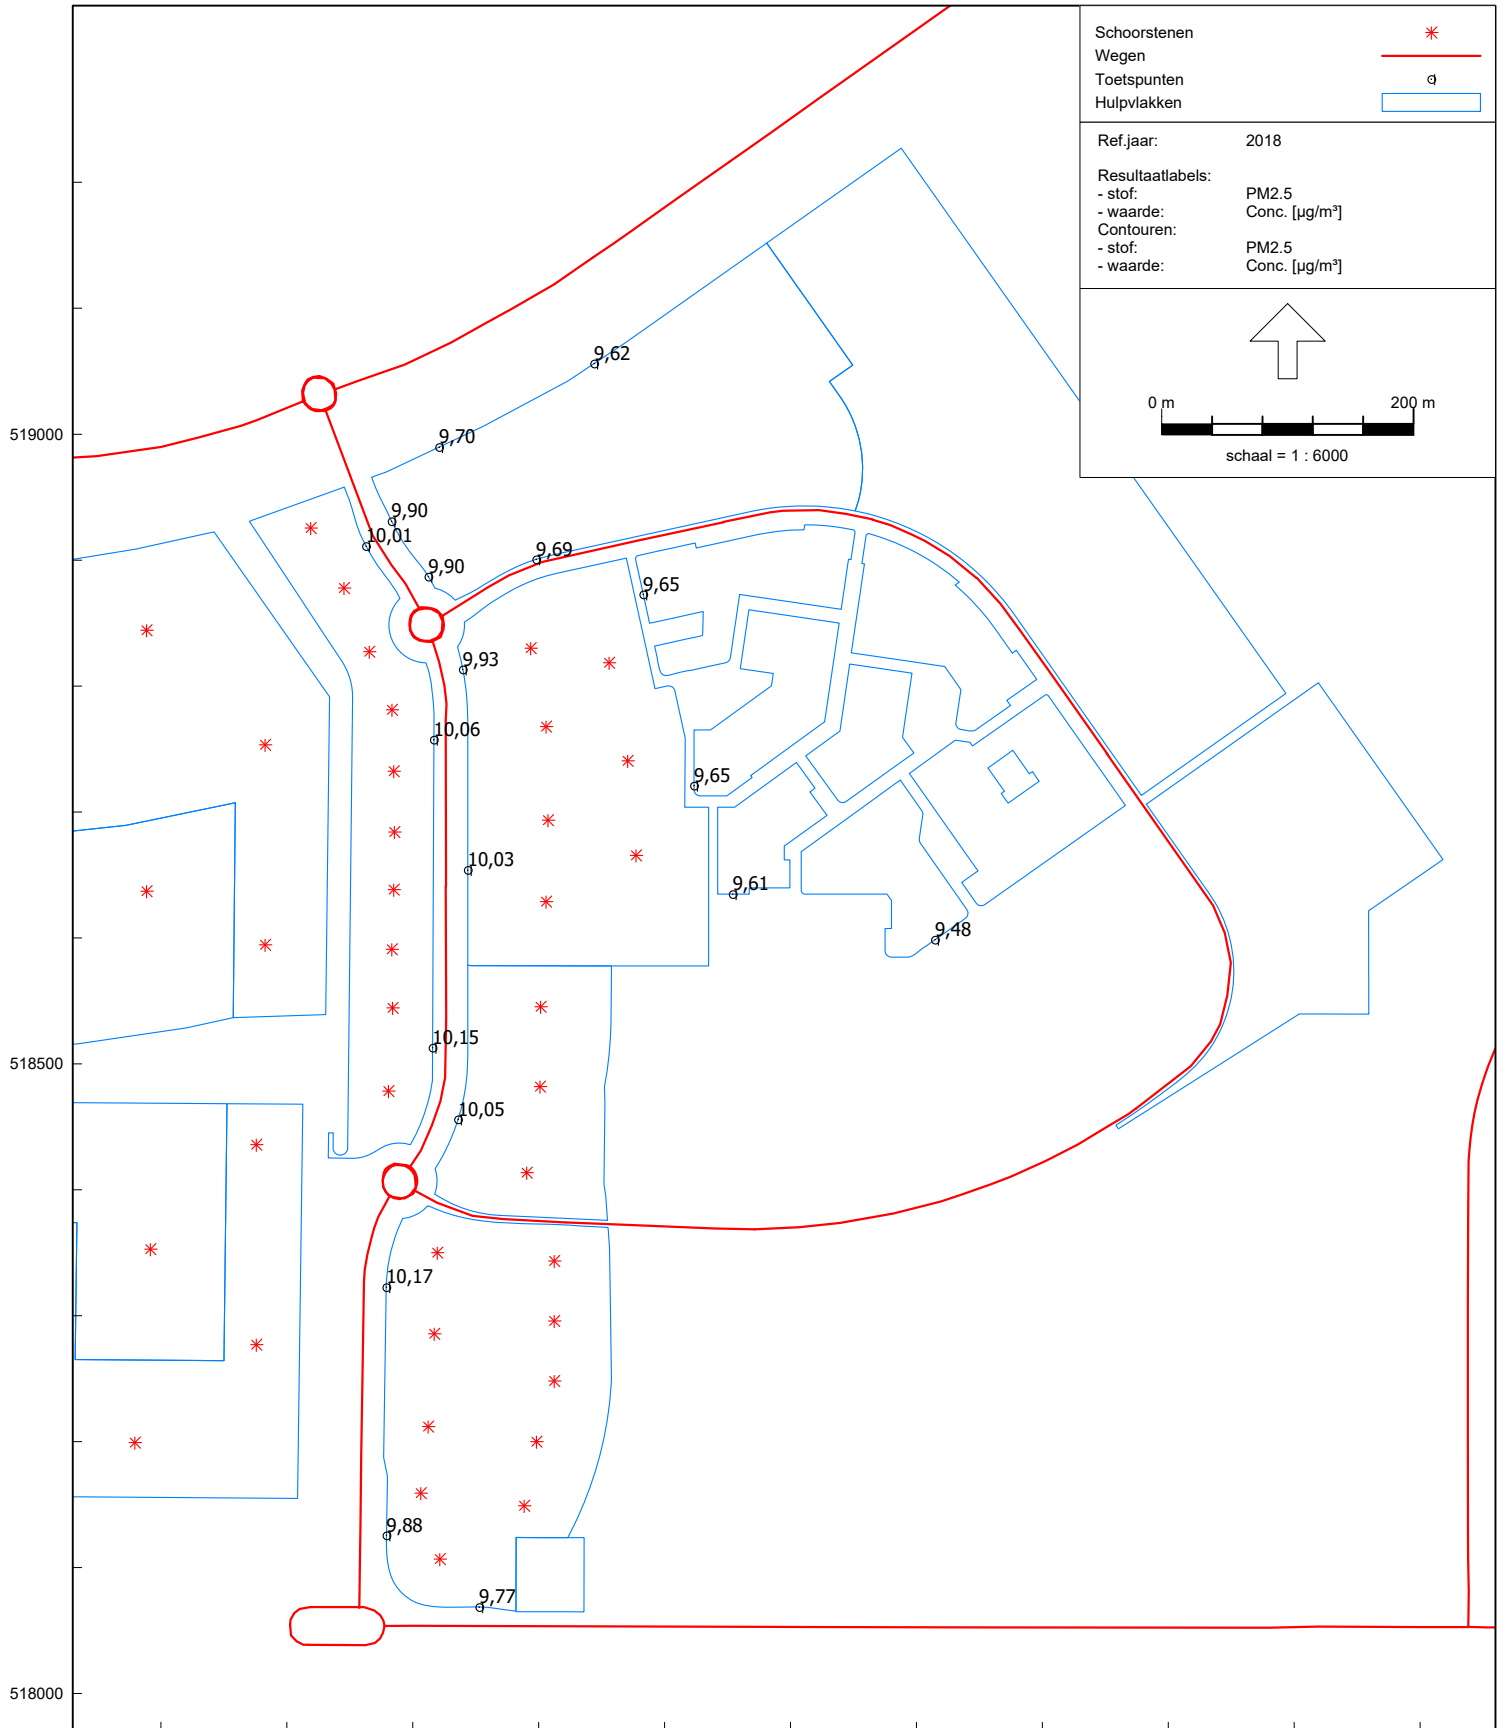 Schoorstenen
Wegen
Toetspunten
Hulpvlakken
Ref.jaar: 2018
Resultaatlabels:
- stof: PM2.5
- waarde: Conc. [µg/m³]
Contouren:
- stof: PM2.5
- waarde: Conc. [µg/m³]
0 m 200 m
schaal = 1 : 6000
9,62
519000
9,70
9,90
10,01
9,69
9,90
9,65
9,93
10,06
9,65
10,03
9,61
9,48
10,15
518500
10,05
10,17
9,88
9,77
518000